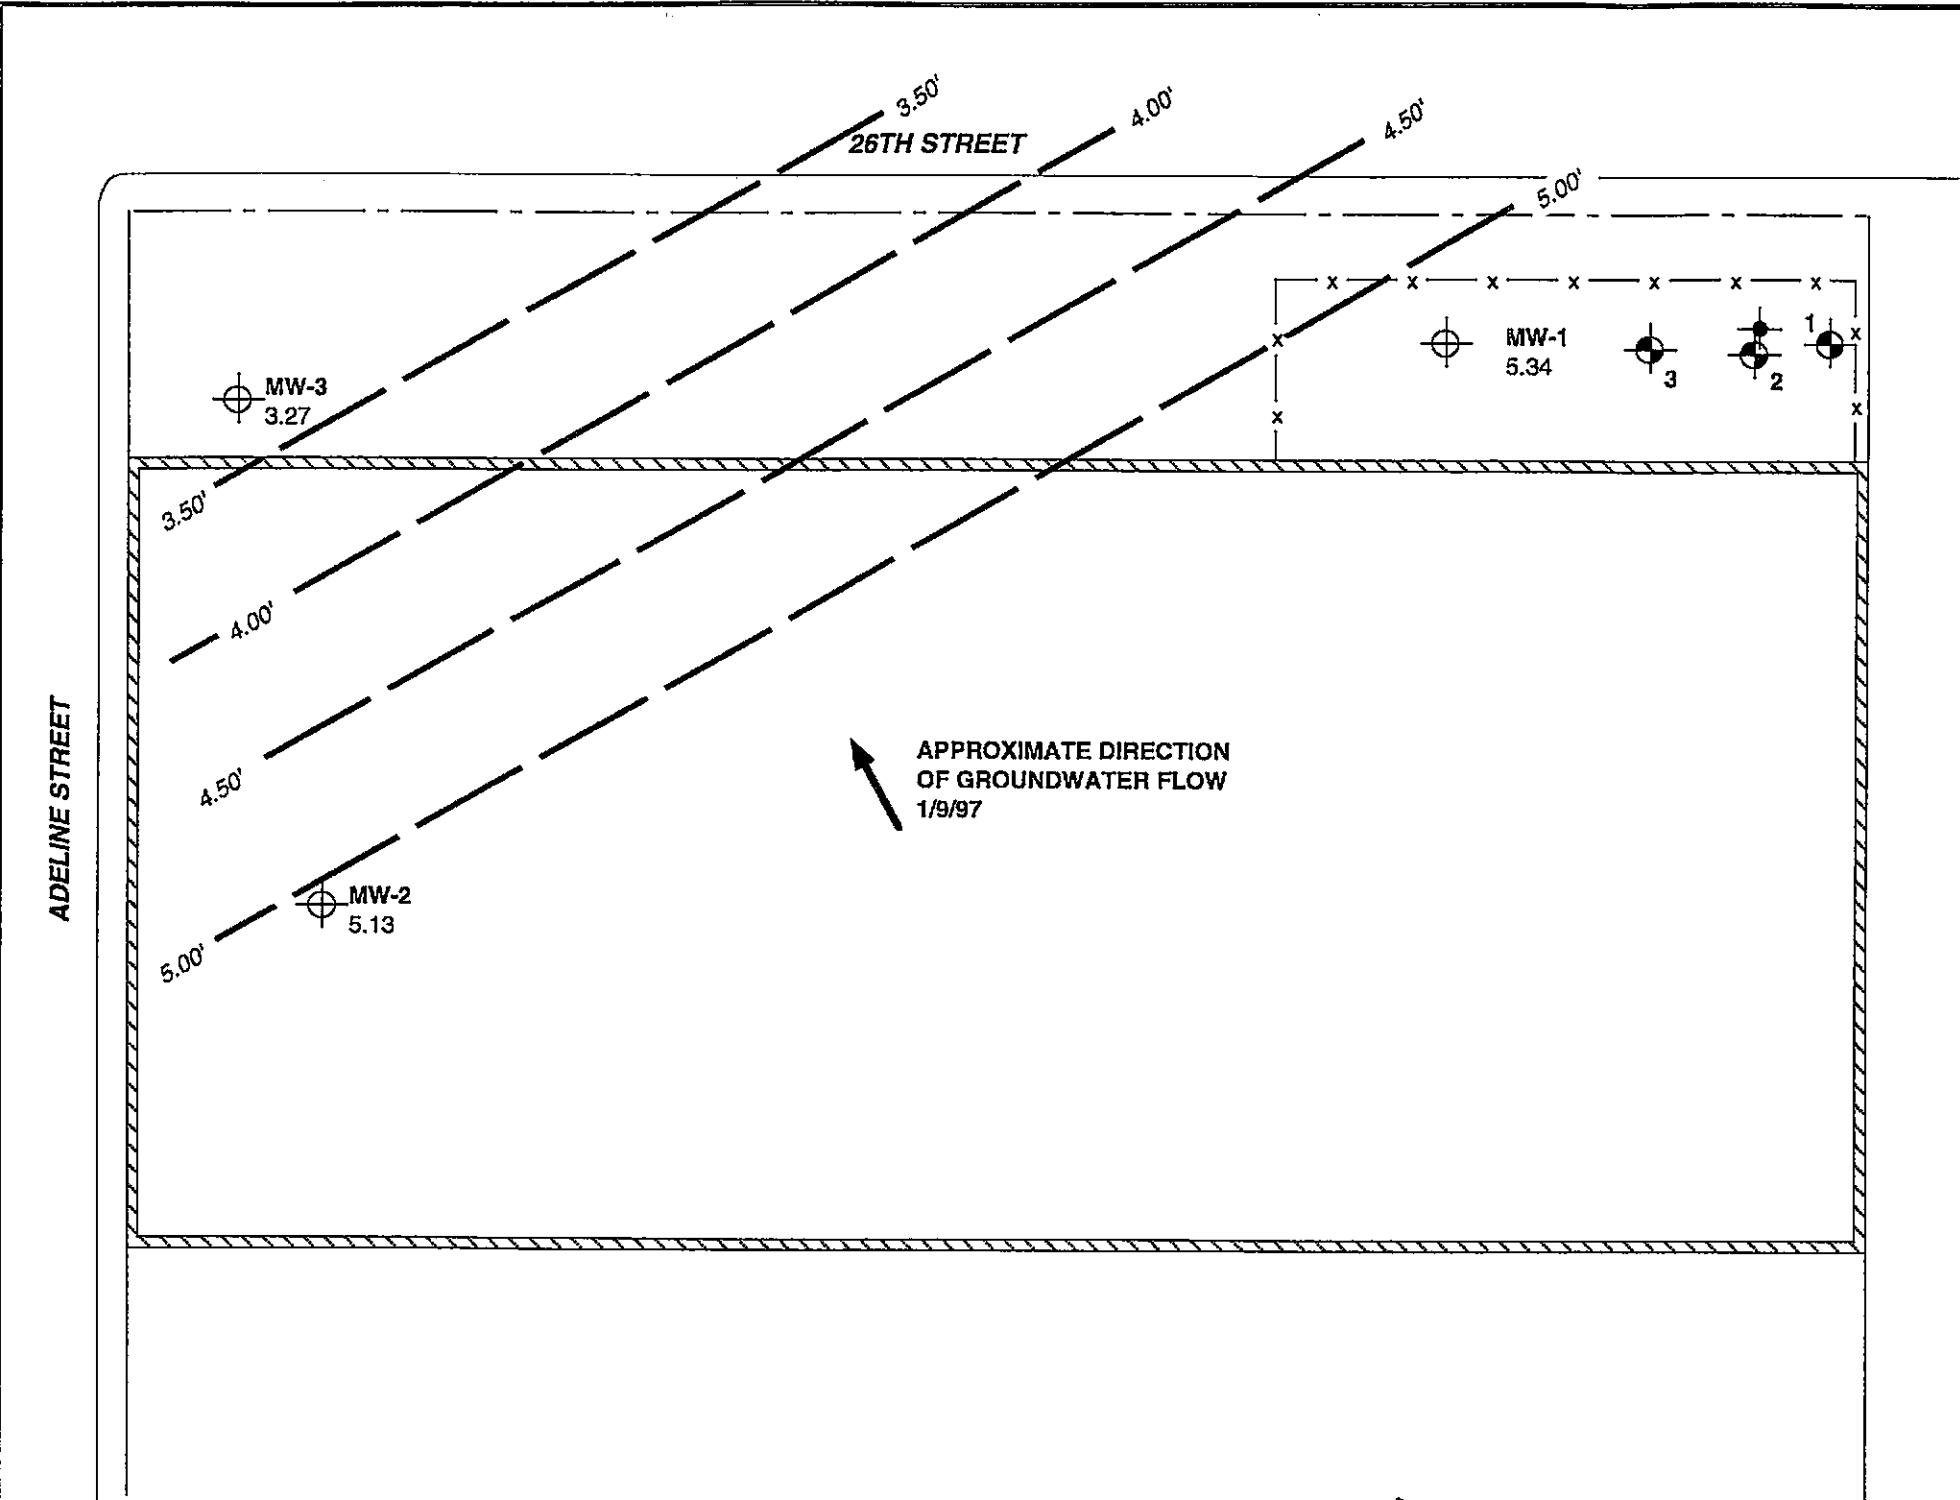 3.50'
4.00'
4.50'
26TH STREET
5.00'
MW-1
5.34
1
2
3
MW-3
3.27
3.50'
4.00'
4.50'
5.00'
ADELINE STREET
APPROXIMATE DIRECTION
OF GROUNDWATER FLOW
1/9/97
MW-2
5.13